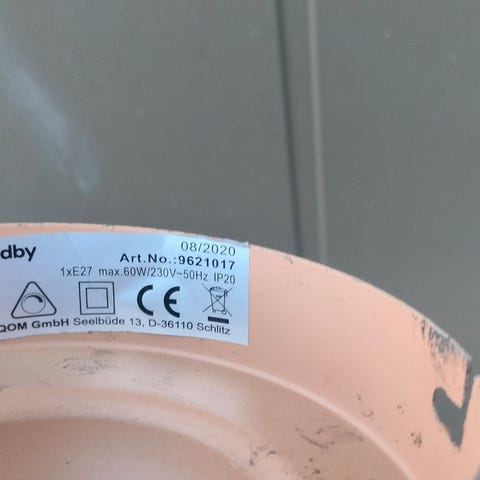 dby
08/2020
Art.No.:9621017
1xE27 max.60W/230V~50Hz IP20
CE
QOM GmbH Seelbüde 13, D-36110 Schlitz